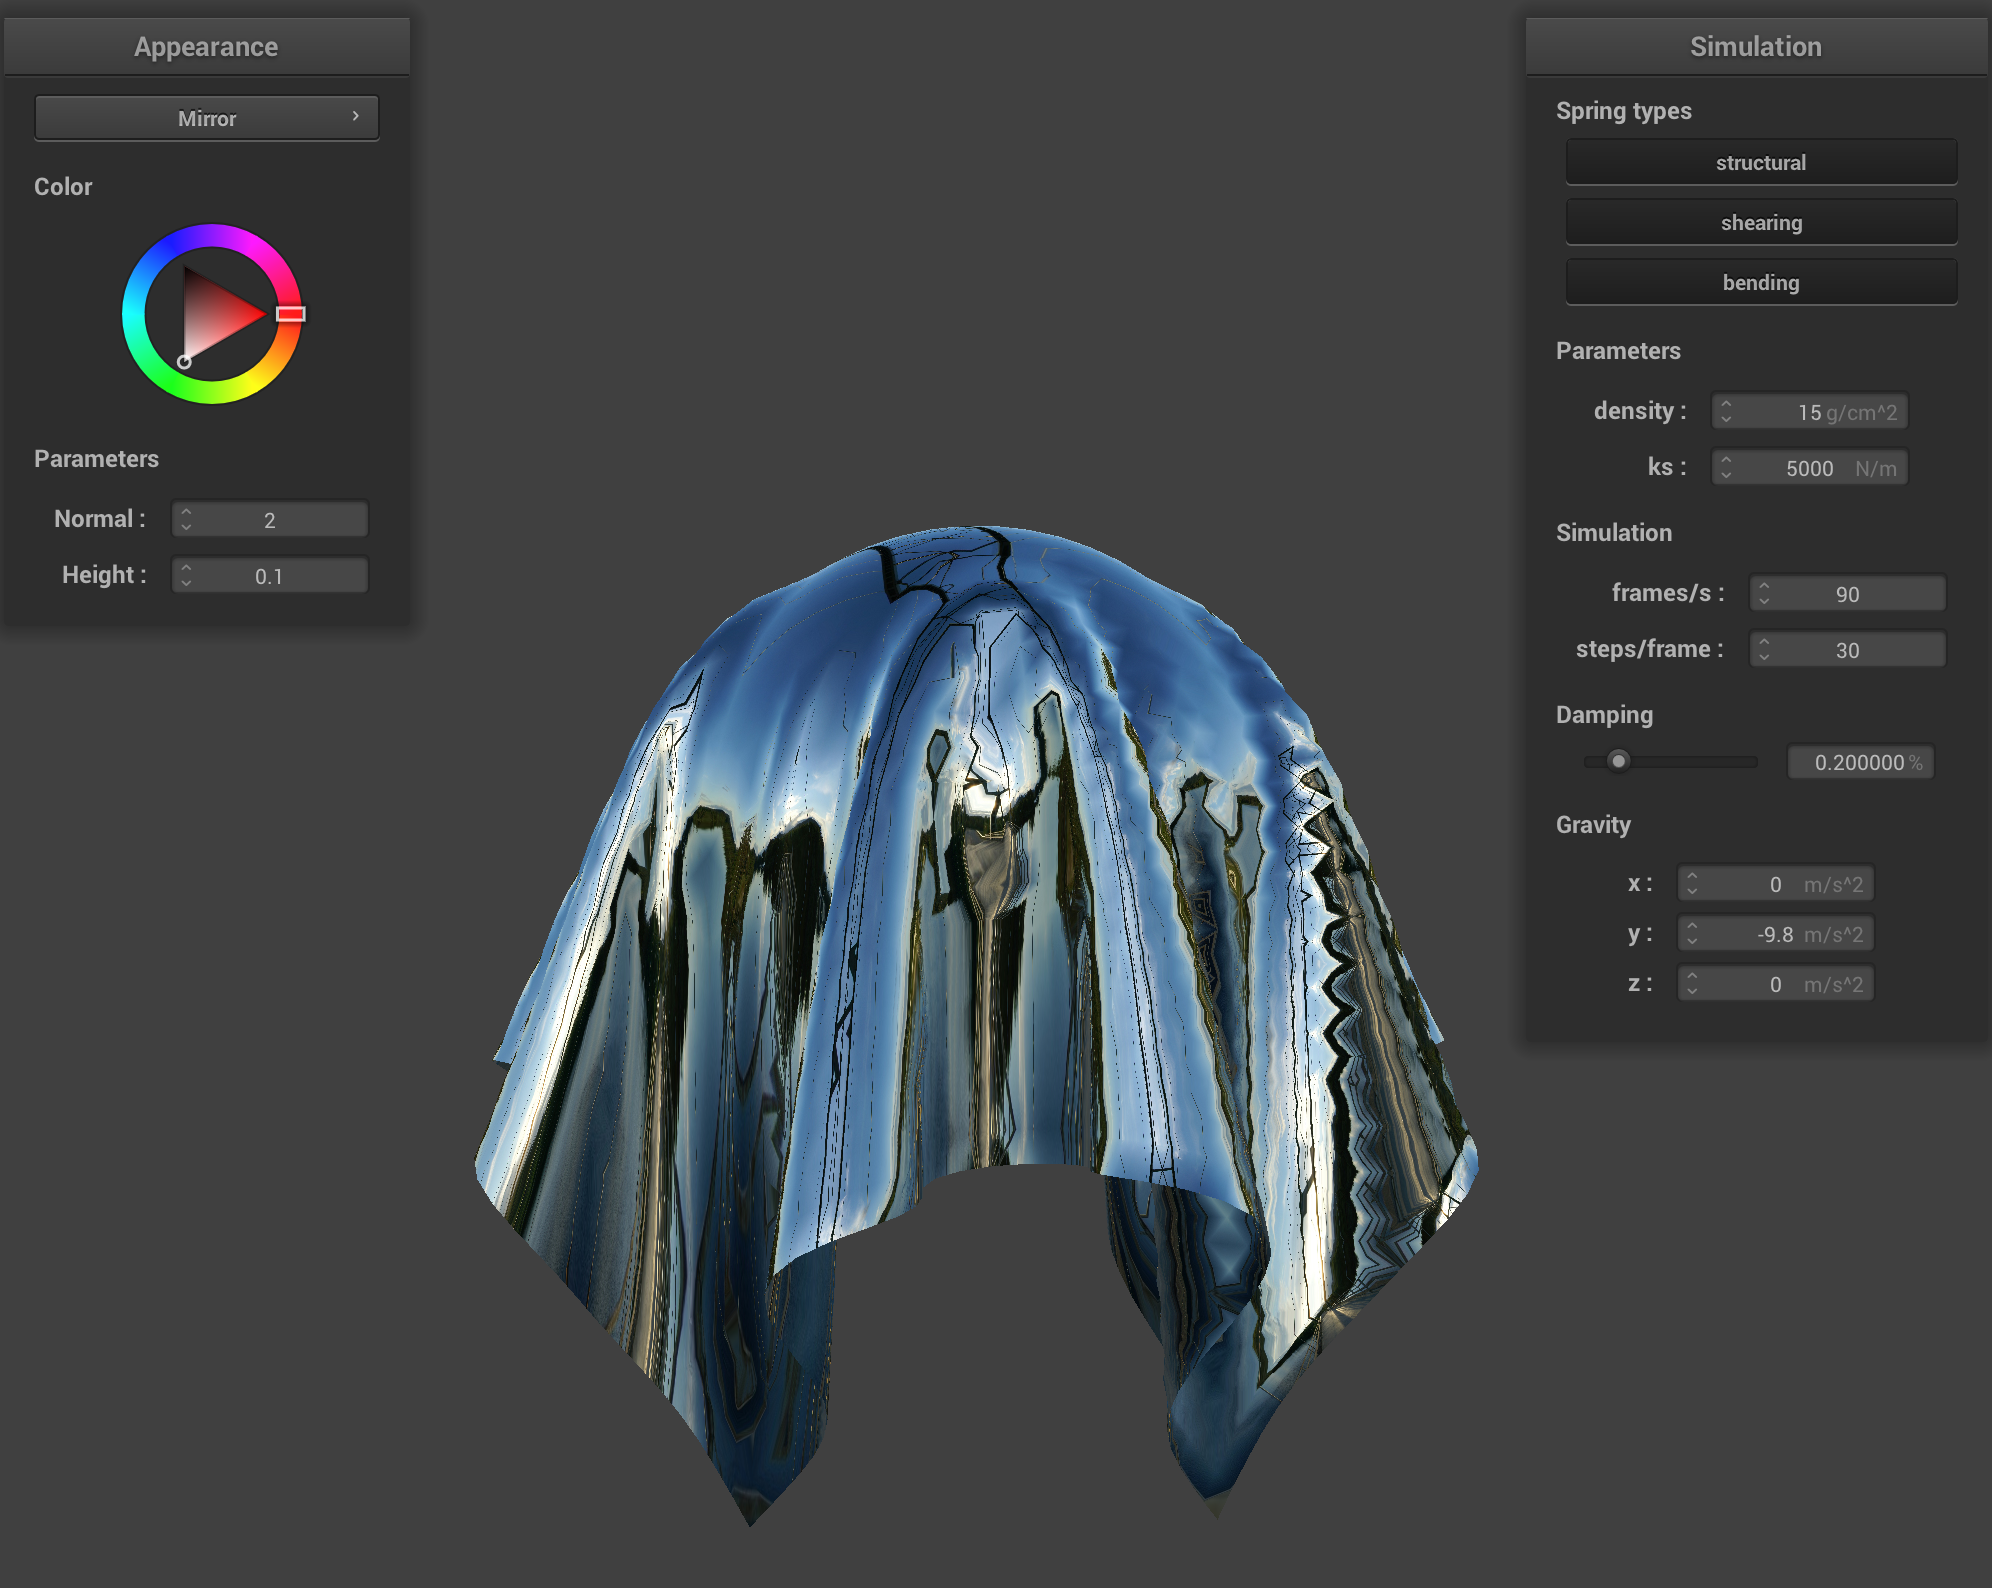 Appearance
Mirror
Color
Parameters
Normal : 2
Height : 0.1
Simulation
Spring types
structural
shearing
bending
Parameters
density : 15 g/cm^2
ks : 5000 N/m
Simulation
frames/s : 90
steps/frame : 30
Damping
0.200000 %
Gravity
x : 0 m/s^2
y : -9.8 m/s^2
z : 0 m/s^2